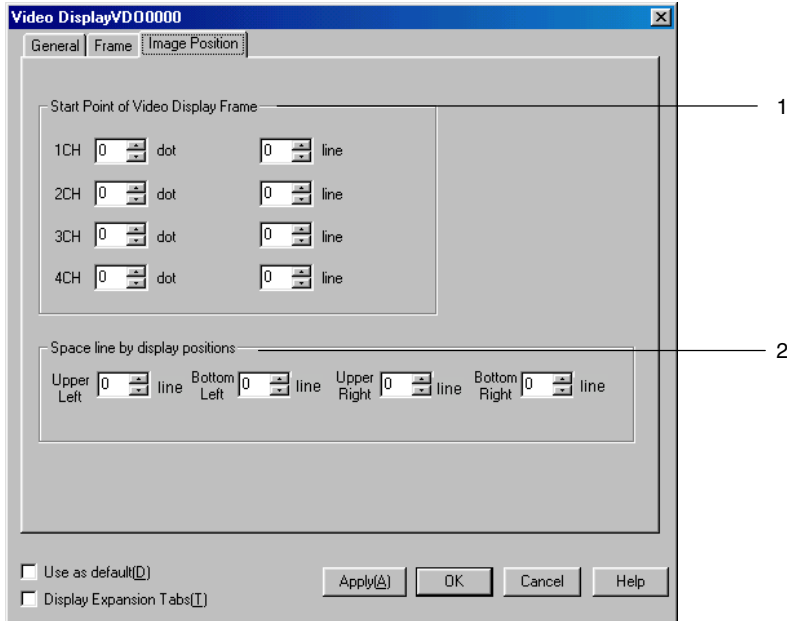 Video DisplayVDO0000
General Frame Image Position
Start Point of Video Display Frame 1
1CH 0 dot 0 line
2CH 0 dot 0 line
3CH 0 dot 0 line
4CH 0 dot 0 line
Space line by display positions 2
Upper Left 0 line Bottom Left 0 line Upper Right 0 line Bottom Right 0 line
Use as default(D)
Display Expansion Tabs(T)
Apply(A) OK Cancel Help